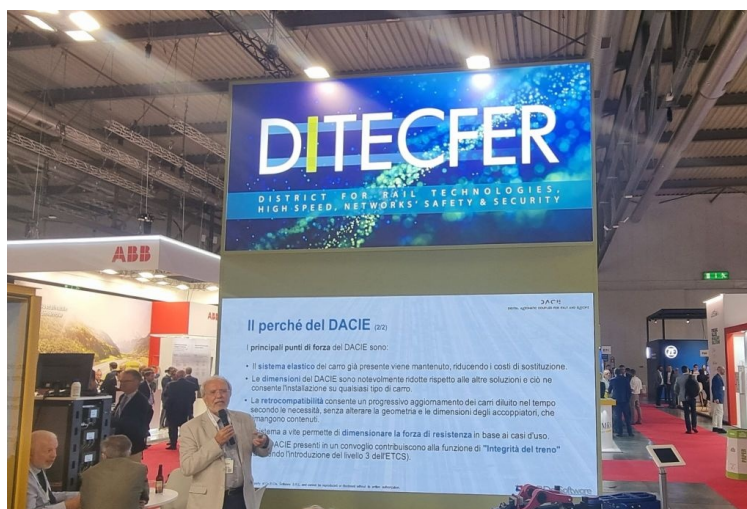 DITECFER
DISTRICT FOR RAIL TECHNOLOGIES,
HIGH-SPEED, NETWORKS' SAFETY & SECURITY
ABB
AB
DACIE
Il perché del DACIE (2/2)
I principali punti di forza del DACIE sono:
• Il sistema elastico del carro già presente viene mantenuto, riducendo i costi di sostituzione.
• Le dimensioni del DACIE sono notevolmente ridotte rispetto alle altre soluzioni e ciò ne
consente l'installazione su qualsiasi tipo di carro.
• La retrocompatibilità consente un progressivo aggiornamento dei carri diluito nel tempo
secondo le necessità, senza alterare la geometria e le dimensioni degli accoppiatori, che
mangono contenuti.
sistema a vite permette di dimensionare la forza di resistenza in base ai casi d'uso.
DACIE presenti in un convoglio contribuiscono alla funzione di "Integrità del treno"
endo l'introduzione del livello 3 dell'ETCS).
Software